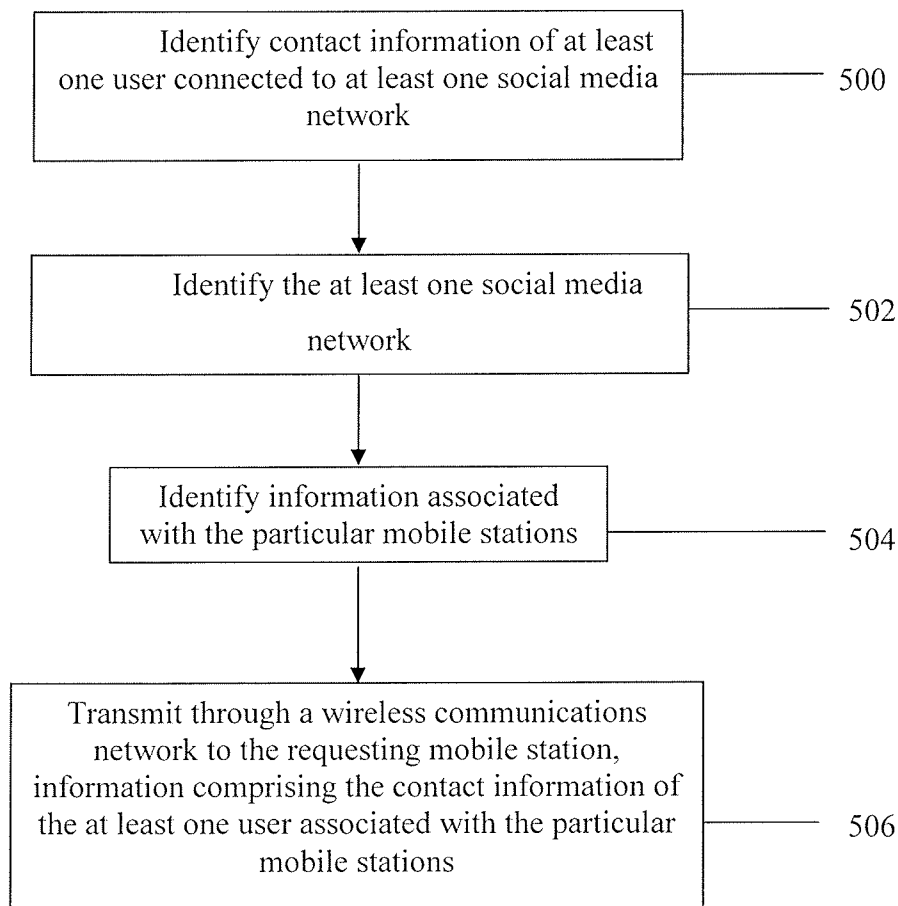 Identify contact information of at least
one user connected to at least one social media
network
500
Identify the at least one social media
network
502
Identify information associated
with the particular mobile stations
504
Transmit through a wireless communications
network to the requesting mobile station,
information comprising the contact information of
the at least one user associated with the particular
mobile stations
506